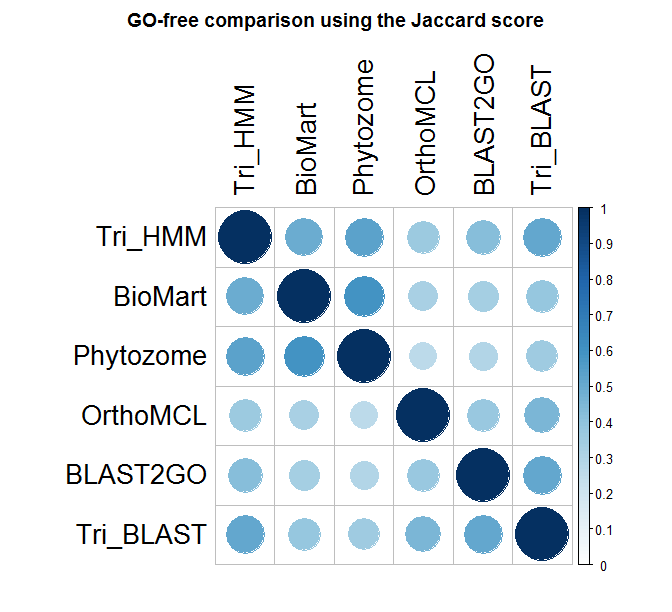 GO-free comparison using the Jaccard score
Tri_HMM
BioMart
Phytozome
OrthoMCL
BLAST2GO
Tri_BLAST
Tri_HMM
BioMart
Phytozome
OrthoMCL
BLAST2GO
Tri_BLAST
1
0.9
0.8
0.7
0.6
0.5
0.4
0.3
0.2
0.1
0